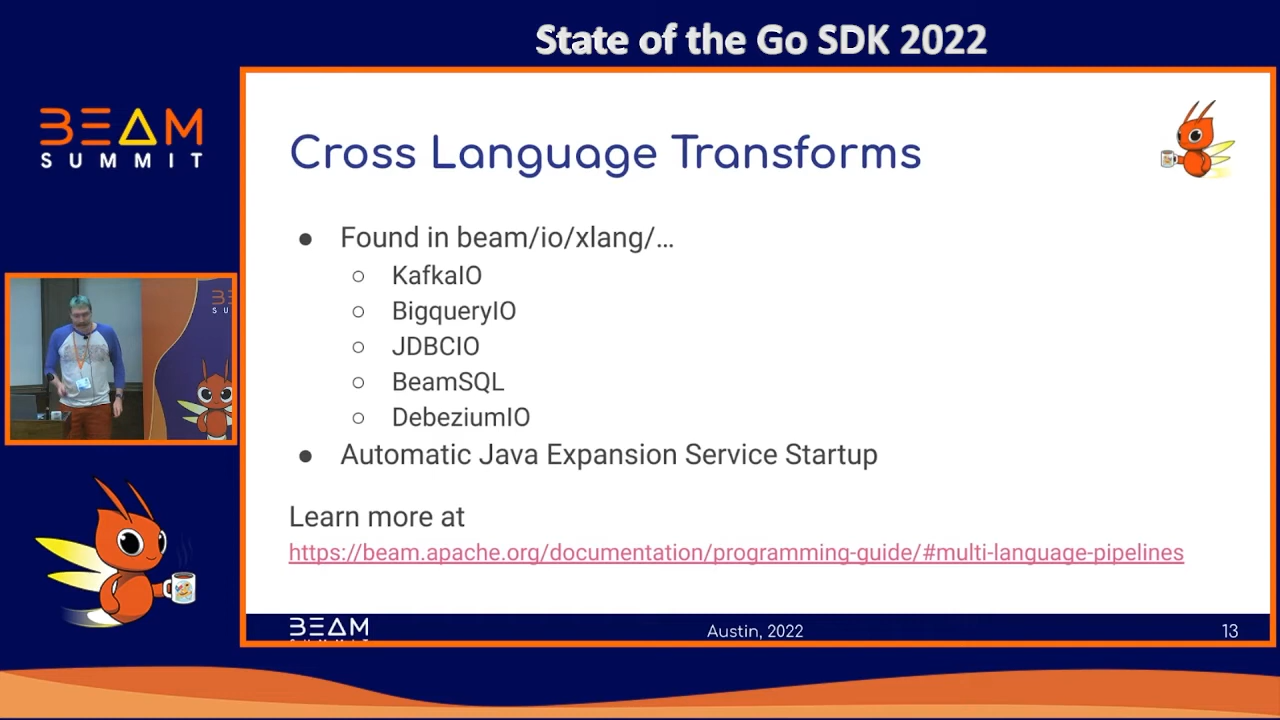 State of the Go SDK 2022
BEAM
SUMMIT
Cross Language Transforms
● Found in beam/io/xlang/…
○ KafkaIO
○ BigqueryIO
○ JDBCIO
○ BeamSQL
○ DebeziumIO
● Automatic Java Expansion Service Startup
Learn more at
https://beam.apache.org/documentation/programming-guide/#multi-language-pipelines
BEAM
Austin, 2022
13